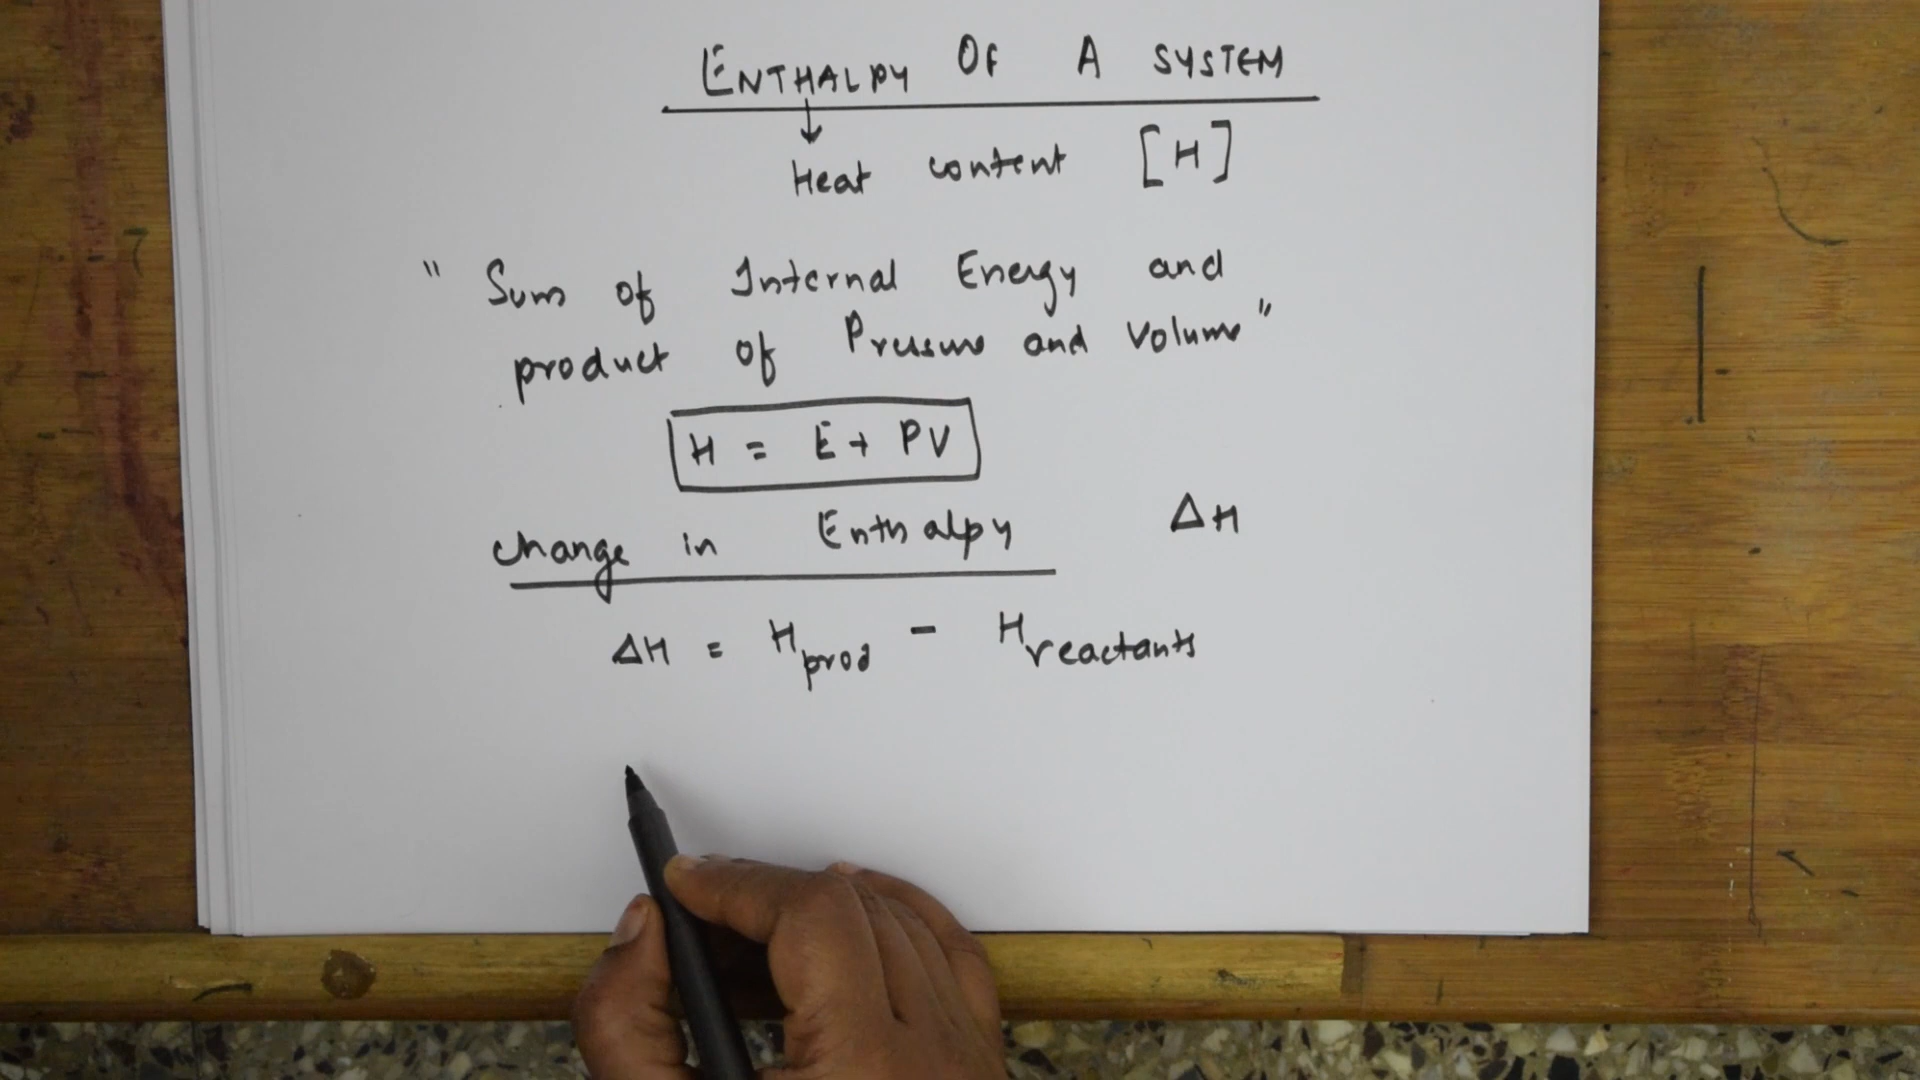 ENTHALPY OF A SYSTEM
↓
Heat content [H]
" Sum of Internal Energy and
product of Pressure and Volume "
H = E + PV
change in Enthalpy ΔH
ΔH = Hprod - Hreactants